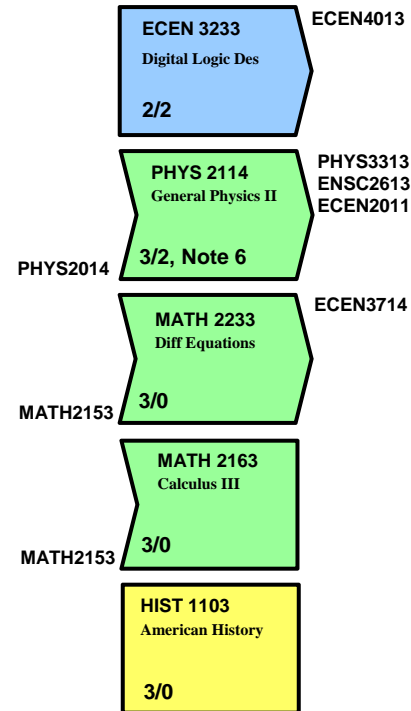 ECEN 3233
Digital Logic Des
2/2
ECEN4013
PHYS 2114
General Physics II
3/2, Note 6
PHYS3313
ENSC2613
ECEN2011
PHYS2014
MATH 2233
Diff Equations
3/0
ECEN3714
MATH2153
MATH 2163
Calculus III
3/0
MATH2153
HIST 1103
American History
3/0